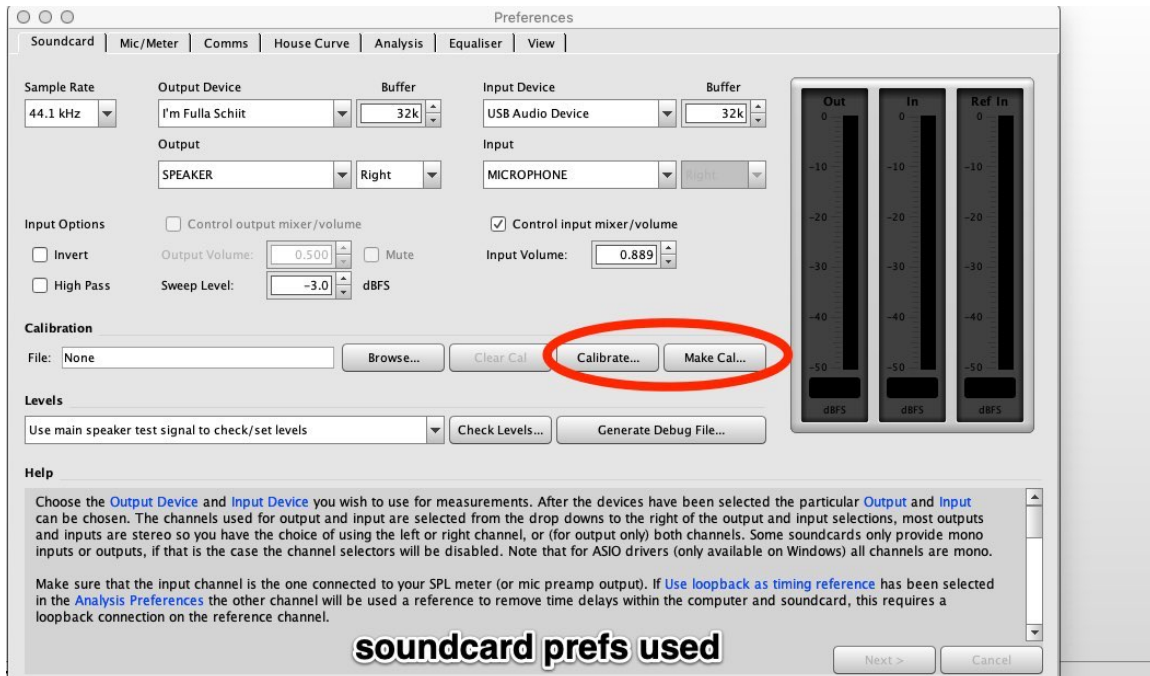 Preferences
Soundcard Mic/Meter Comms House Curve Analysis Equaliser View
Sample Rate Output Device Buffer Input Device Buffer
44.1 kHz I'm Fulla Schiit 32k USB Audio Device 32k
Output Input
SPEAKER Right MICROPHONE Right
Input Options Control output mixer/volume Control input mixer/volume
Invert Output Volume: 0.500 Mute Input Volume: 0.889
High Pass Sweep Level: -3.0 dBFS
Calibration
File: None Browse... Clear Cal Calibrate... Make Cal...
Levels
Use main speaker test signal to check/set levels Check Levels... Generate Debug File...
Out In Ref In
0 0 0
-10 -10 -10
-20 -20 -20
-30 -30 -30
-40 -40 -40
-50 -50 -50
dBFS dBFS dBFS
Help
Choose the Output Device and Input Device you wish to use for measurements. After the devices have been selected the particular Output and Input
can be chosen. The channels used for output and input are selected from the drop downs to the right of the output and input selections, most outputs
and inputs are stereo so you have the choice of using the left or right channel, or (for output only) both channels. Some soundcards only provide mono
inputs or outputs, if that is the case the channel selectors will be disabled. Note that for ASIO drivers (only available on Windows) all channels are mono.
Make sure that the input channel is the one connected to your SPL meter (or mic preamp output). If Use loopback as timing reference has been selected
in the Analysis Preferences the other channel will be used a reference to remove time delays within the computer and soundcard, this requires a
loopback connection on the reference channel.
soundcard prefs used
Next > Cancel